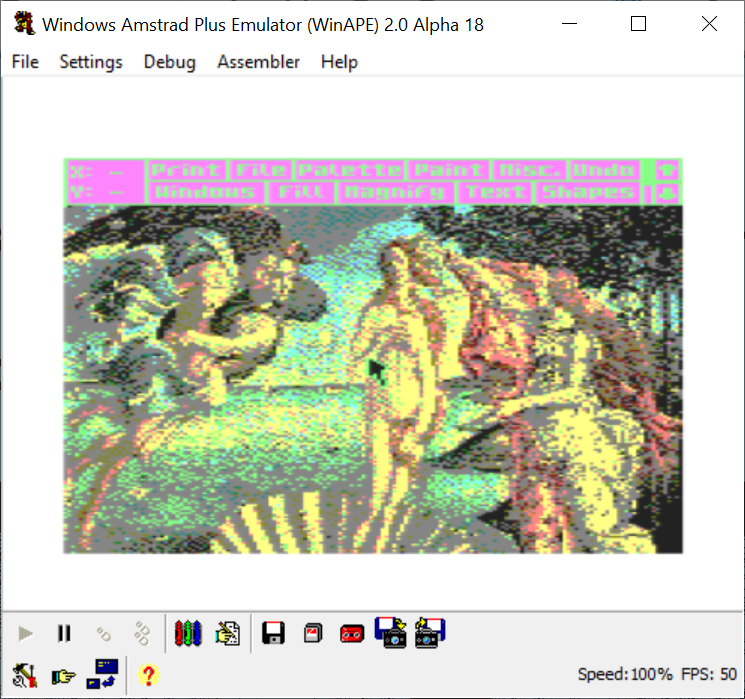 Windows Amstrad Plus Emulator (WinAPE) 2.0 Alpha 18
File Settings Debug Assembler Help
X: - Print File Palette Paint Misc. Undo
Y: - Windows Fill Magnify Text Shapes
Speed:100% FPS: 50